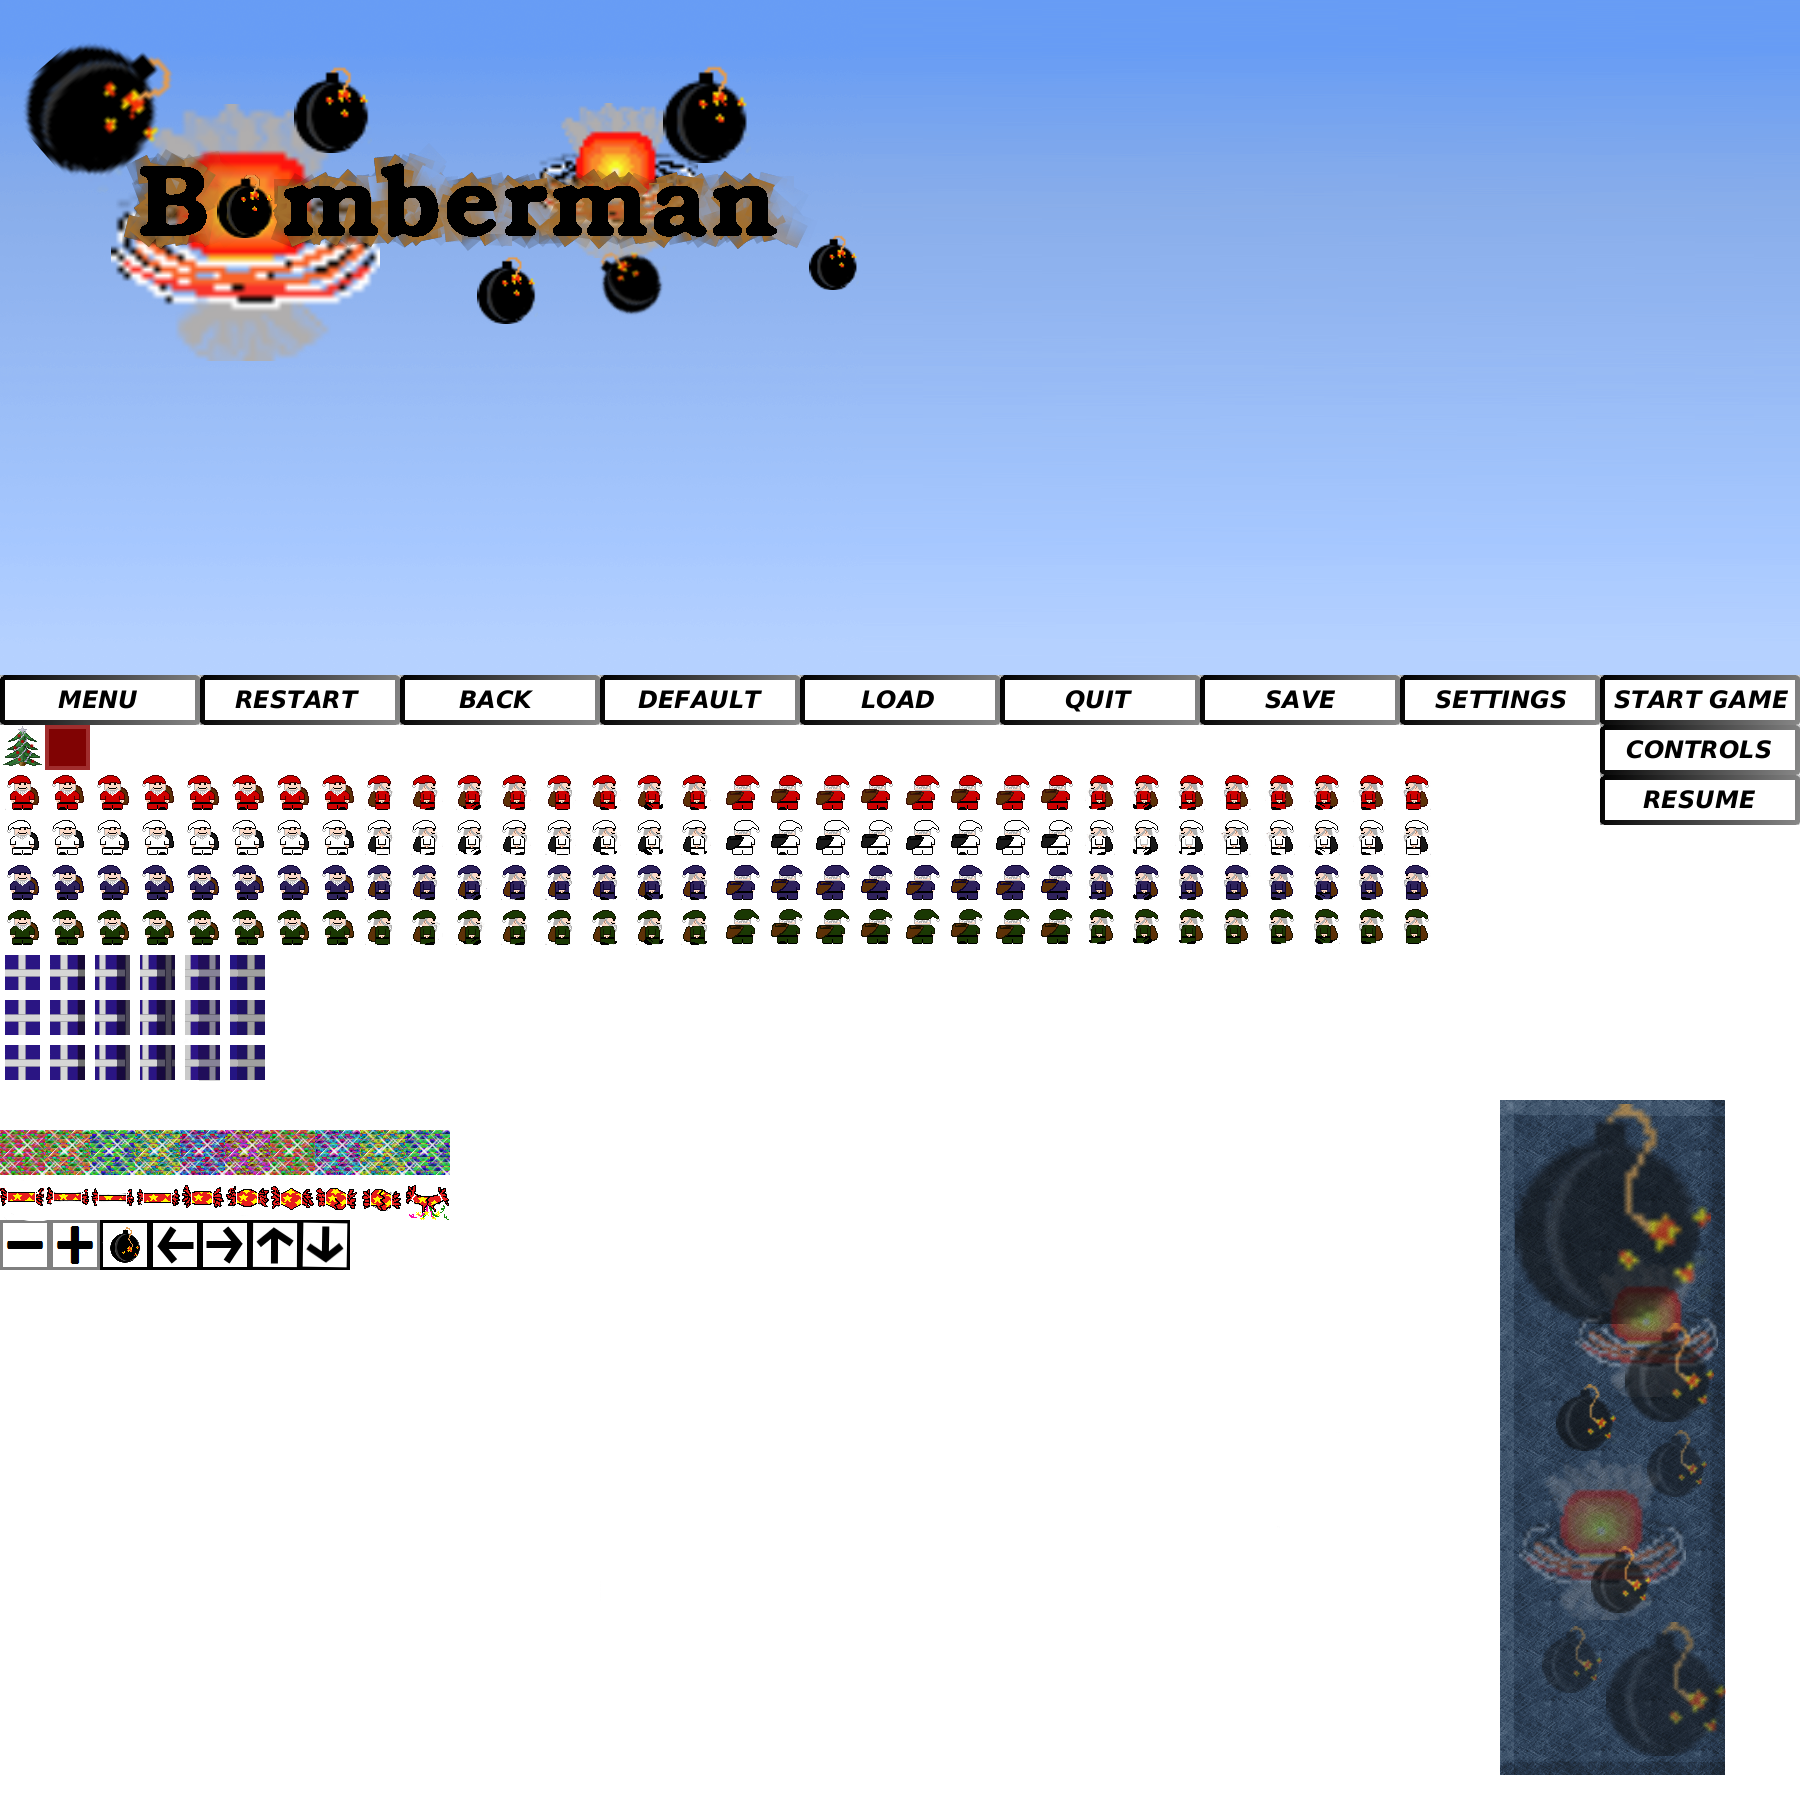 Bomberman
MENU
RESTART
BACK
DEFAULT
LOAD
QUIT
SAVE
SETTINGS
START GAME
CONTROLS
RESUME